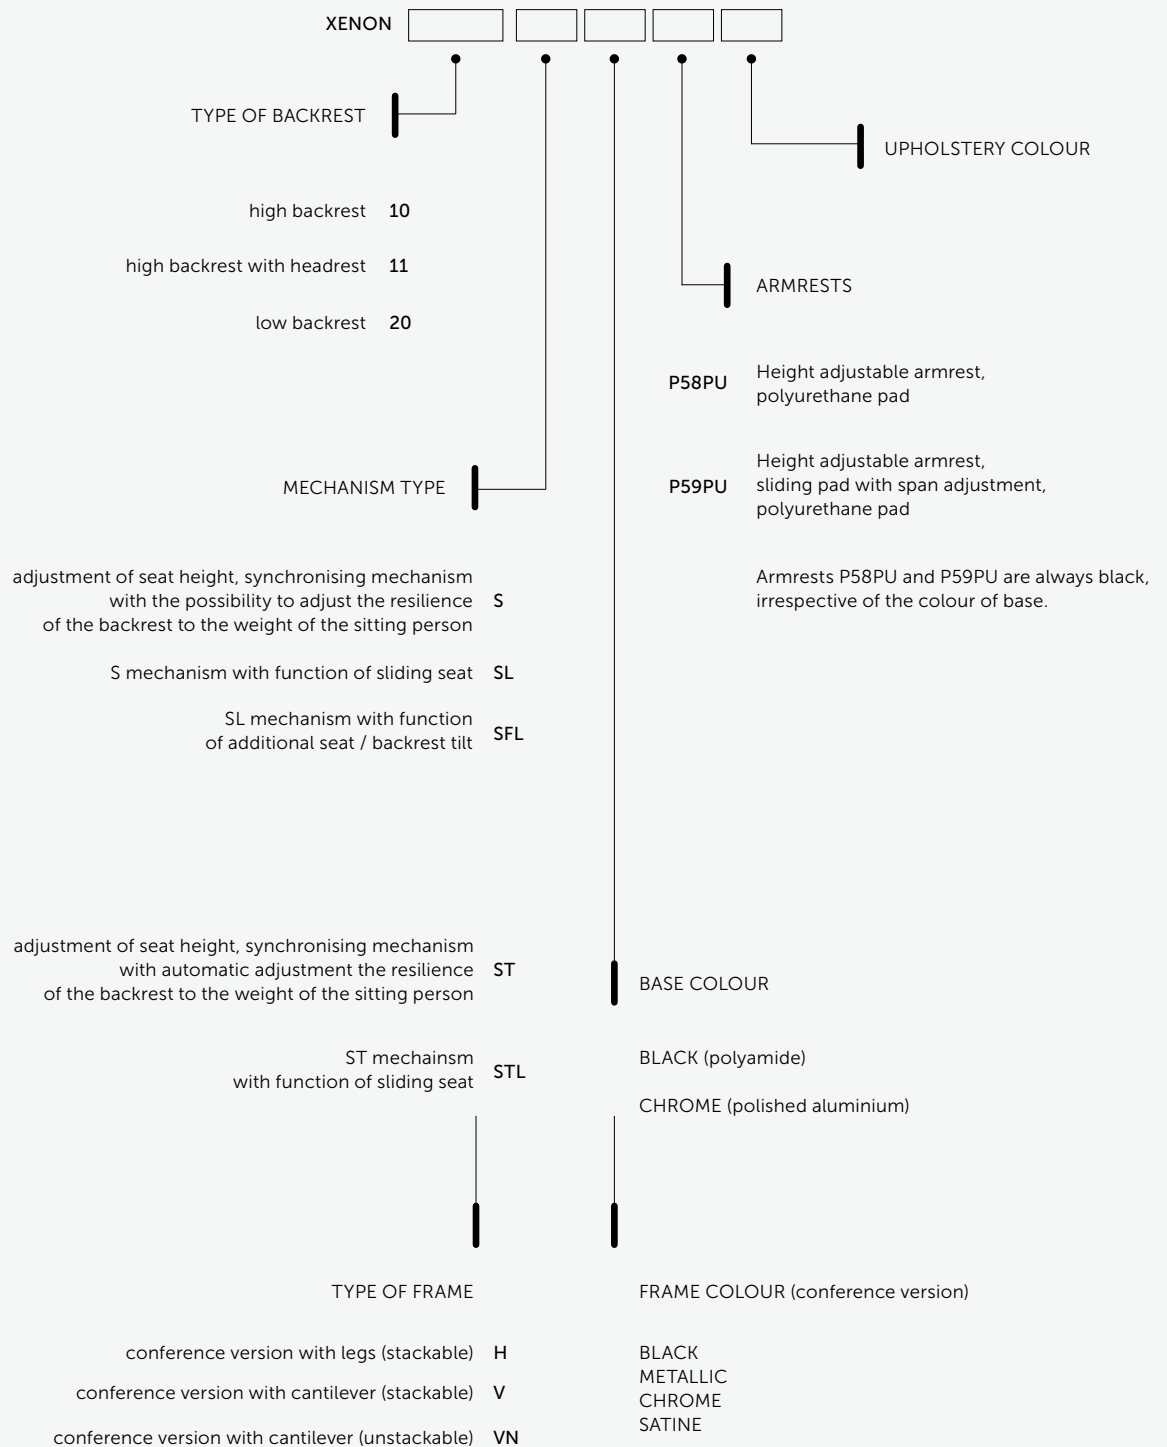 XENON
TYPE OF BACKREST
high backrest 10
high backrest with headrest 11
low backrest 20
UPHOLSTERY COLOUR
ARMRESTS
P58PU Height adjustable armrest,
polyurethane pad
P59PU Height adjustable armrest,
sliding pad with span adjustment,
polyurethane pad
Armrests P58PU and P59PU are always black,
irrespective of the colour of base.
MECHANISM TYPE
adjustment of seat height, synchronising mechanism
with the possibility to adjust the resilience S
of the backrest to the weight of the sitting person
S mechanism with function of sliding seat SL
SL mechanism with function
of additional seat / backrest tilt SFL
adjustment of seat height, synchronising mechanism
with automatic adjustment the resilience ST
of the backrest to the weight of the sitting person
ST mechainsm
with function of sliding seat STL
BASE COLOUR
BLACK (polyamide)
CHROME (polished aluminium)
TYPE OF FRAME
conference version with legs (stackable) H
conference version with cantilever (stackable) V
conference version with cantilever (unstackable) VN
FRAME COLOUR (conference version)
BLACK
METALLIC
CHROME
SATINE